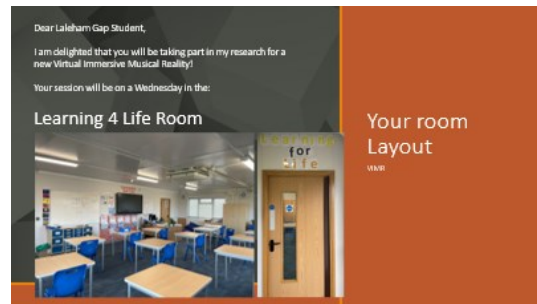 Dear Laleham Gap Student,
I am delighted that you will be taking part in my research for a
new Virtual Immersive Musical Reality!
Your session will be on a Wednesday in the:
Learning 4 Life Room
Learning
for
Life
Your room
Layout
VIMR